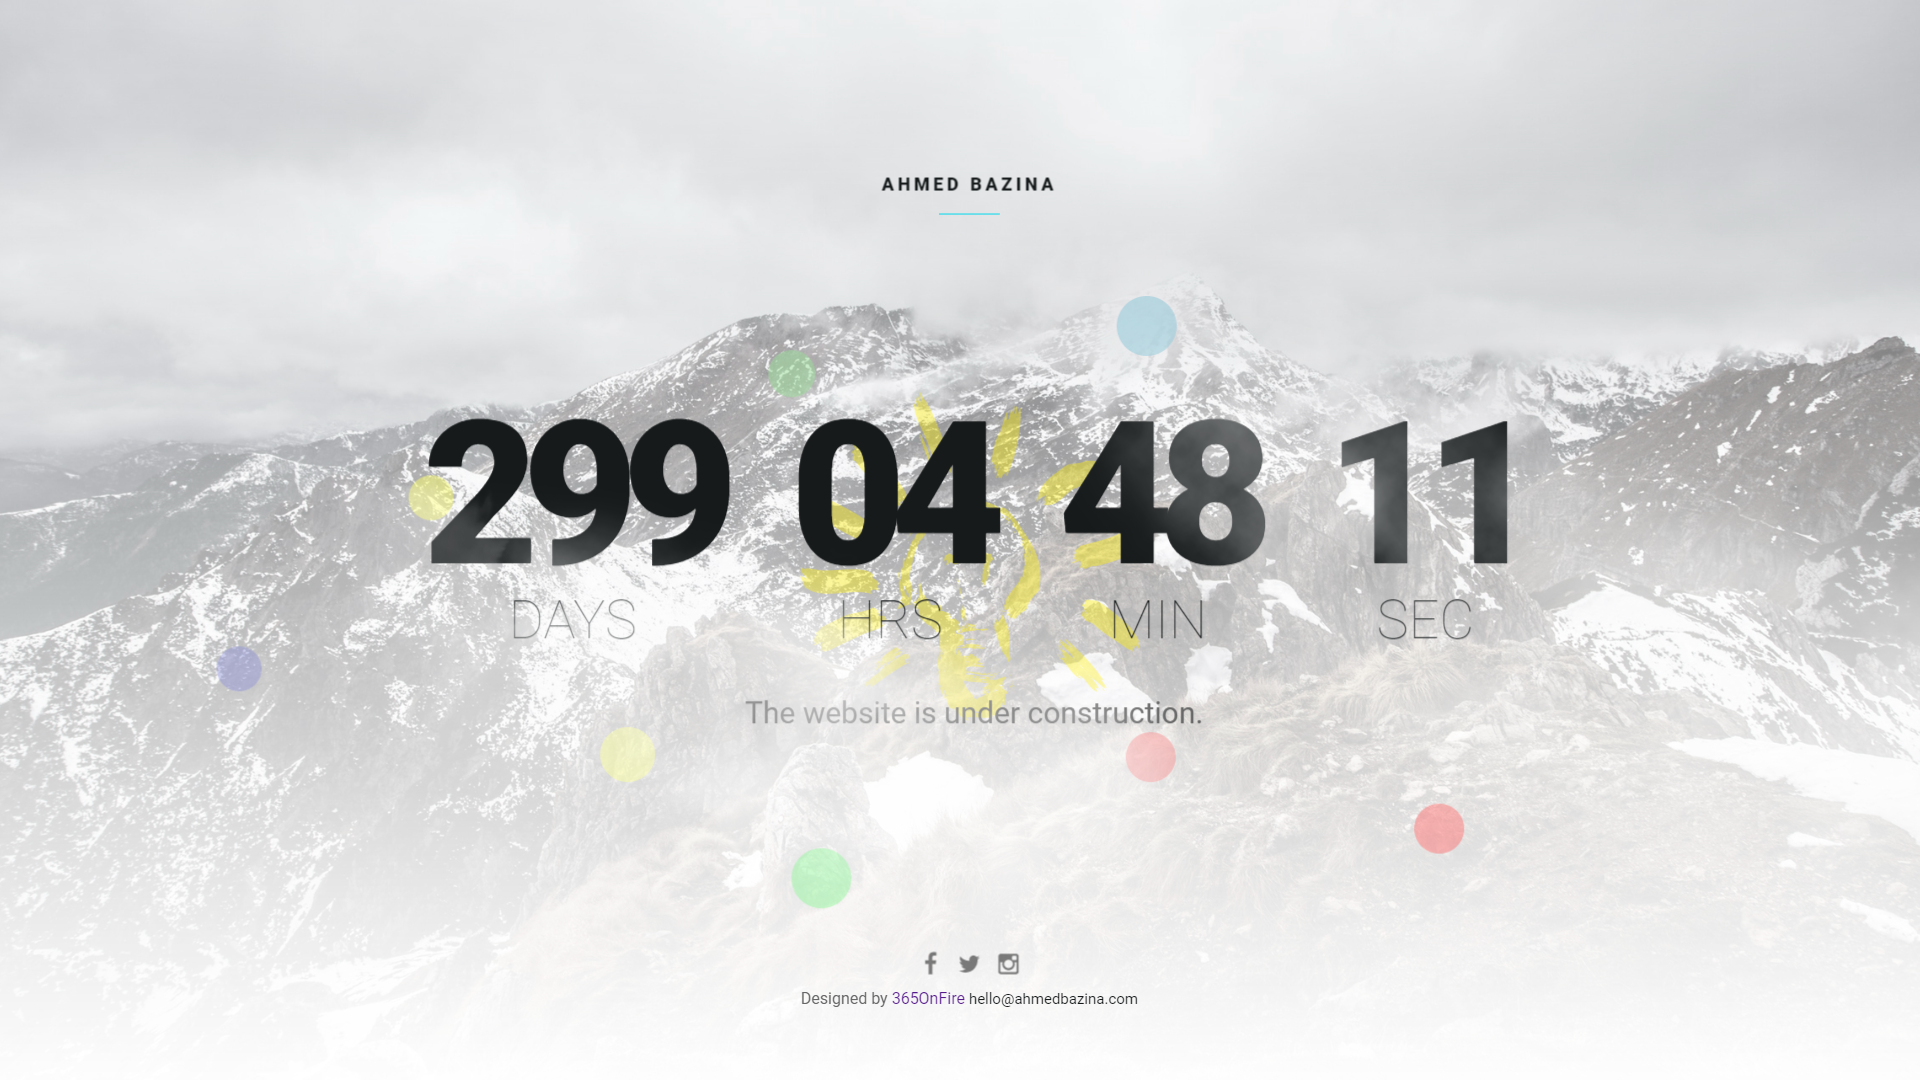 AHMED BAZINA
299 04 48 11
DAYS HRS MIN SEC
The website is under construction.
Designed by 365OnFire hello@ahmedbazina.com